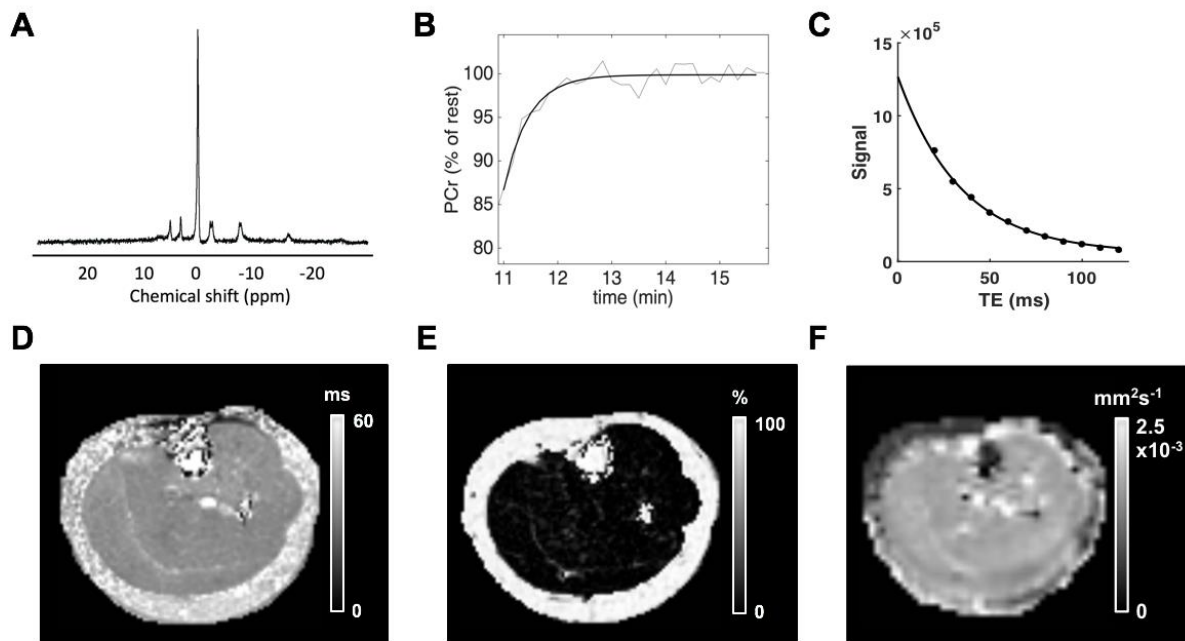 A
20 10 0 -10 -20
Chemical shift (ppm)
B
PCr (% of rest)
100
95
90
85
80
11 12 13 14 15
time (min)
C
×10⁵
Signal
15
10
5
0
0 50 100
TE (ms)
D
ms
60
0
E
%
100
0
F
mm²s⁻¹
2.5
x10⁻³
0